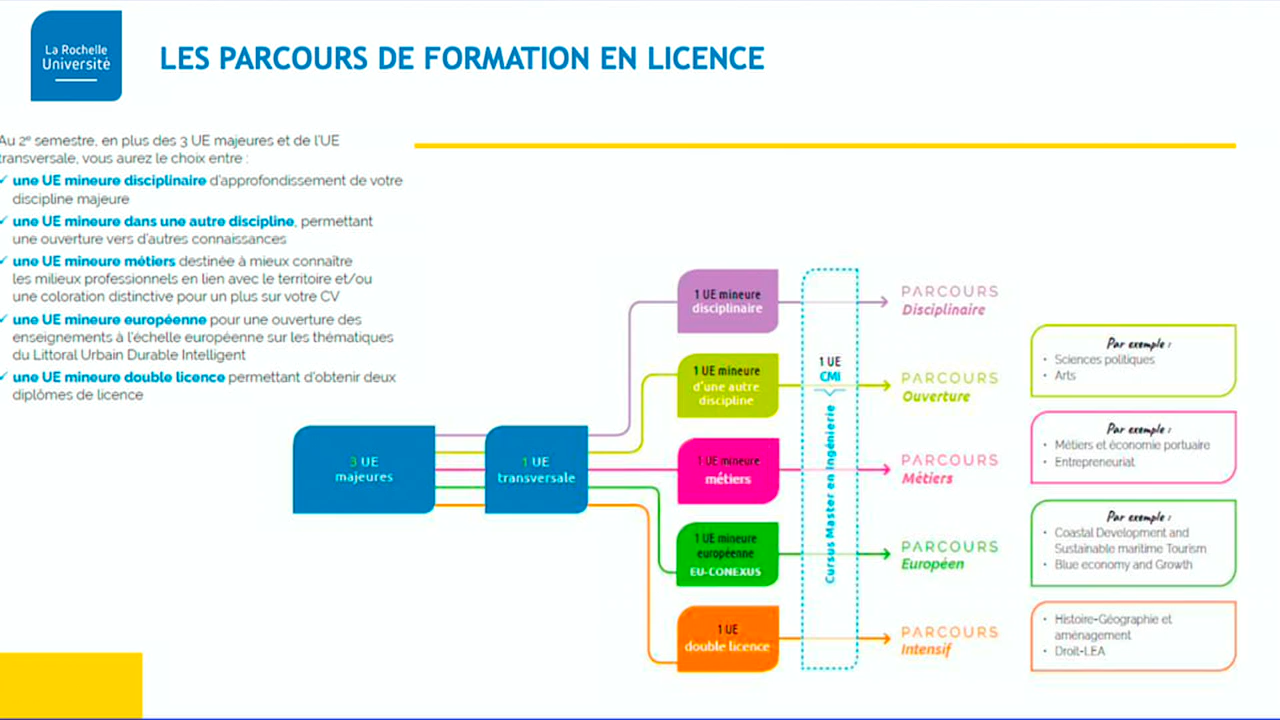 La Rochelle
Université
LES PARCOURS DE FORMATION EN LICENCE
Au 2e semestre, en plus des 3 UE majeures et de l'UE
transversale, vous aurez le choix entre :
✓ une UE mineure disciplinaire d'approfondissement de votre
discipline majeure
✓ une UE mineure dans une autre discipline, permettant
une ouverture vers d'autres connaissances
✓ une UE mineure métiers destinée à mieux connaître
les milieux professionnels en lien avec le territoire et/ou
une coloration distinctive pour un plus sur votre CV
✓ une UE mineure européenne pour une ouverture des
enseignements à l'échelle européenne sur les thématiques
du Littoral Urbain Durable Intelligent
✓ une UE mineure double licence permettant d'obtenir deux
diplômes de licence
3 UE
majeures
1 UE
transversale
1 UE mineure
disciplinaire
1 UE mineure
d'une autre
discipline
1 UE mineure
métiers
1 UE mineure
européenne
EU-CONEXUS
1 UE
double licence
1 UE
CMI
Cursus Master en Ingénierie
PARCOURS
Disciplinaire
PARCOURS
Ouverture
PARCOURS
Métiers
PARCOURS
Européen
PARCOURS
Intensif
Par exemple :
• Sciences politiques
• Arts
Par exemple :
• Métiers et économie portuaire
• Entrepreneuriat
Par exemple :
• Coastal Development and
Sustainable maritime Tourism
• Blue economy and Growth
• Histoire-Géographie et
aménagement
• Droit-LEA